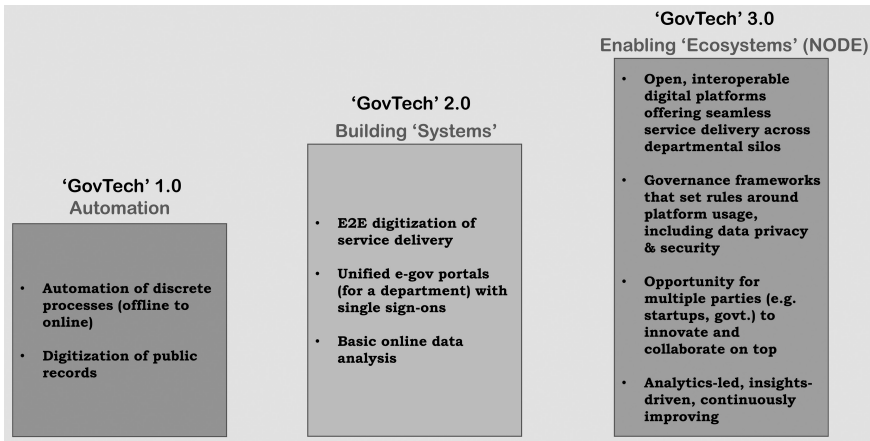 'GovTech' 1.0
Automation
• Automation of discrete
processes (offline to
online)
• Digitization of public
records
'GovTech' 2.0
Building 'Systems'
• E2E digitization of
service delivery
• Unified e-gov portals
(for a department) with
single sign-ons
• Basic online data
analysis
'GovTech' 3.0
Enabling 'Ecosystems' (NODE)
• Open, interoperable
digital platforms
offering seamless
service delivery across
departmental silos
• Governance frameworks
that set rules around
platform usage,
including data privacy
& security
• Opportunity for
multiple parties (e.g.
startups, govt.) to
innovate and
collaborate on top
• Analytics-led, insights-
driven, continuously
improving